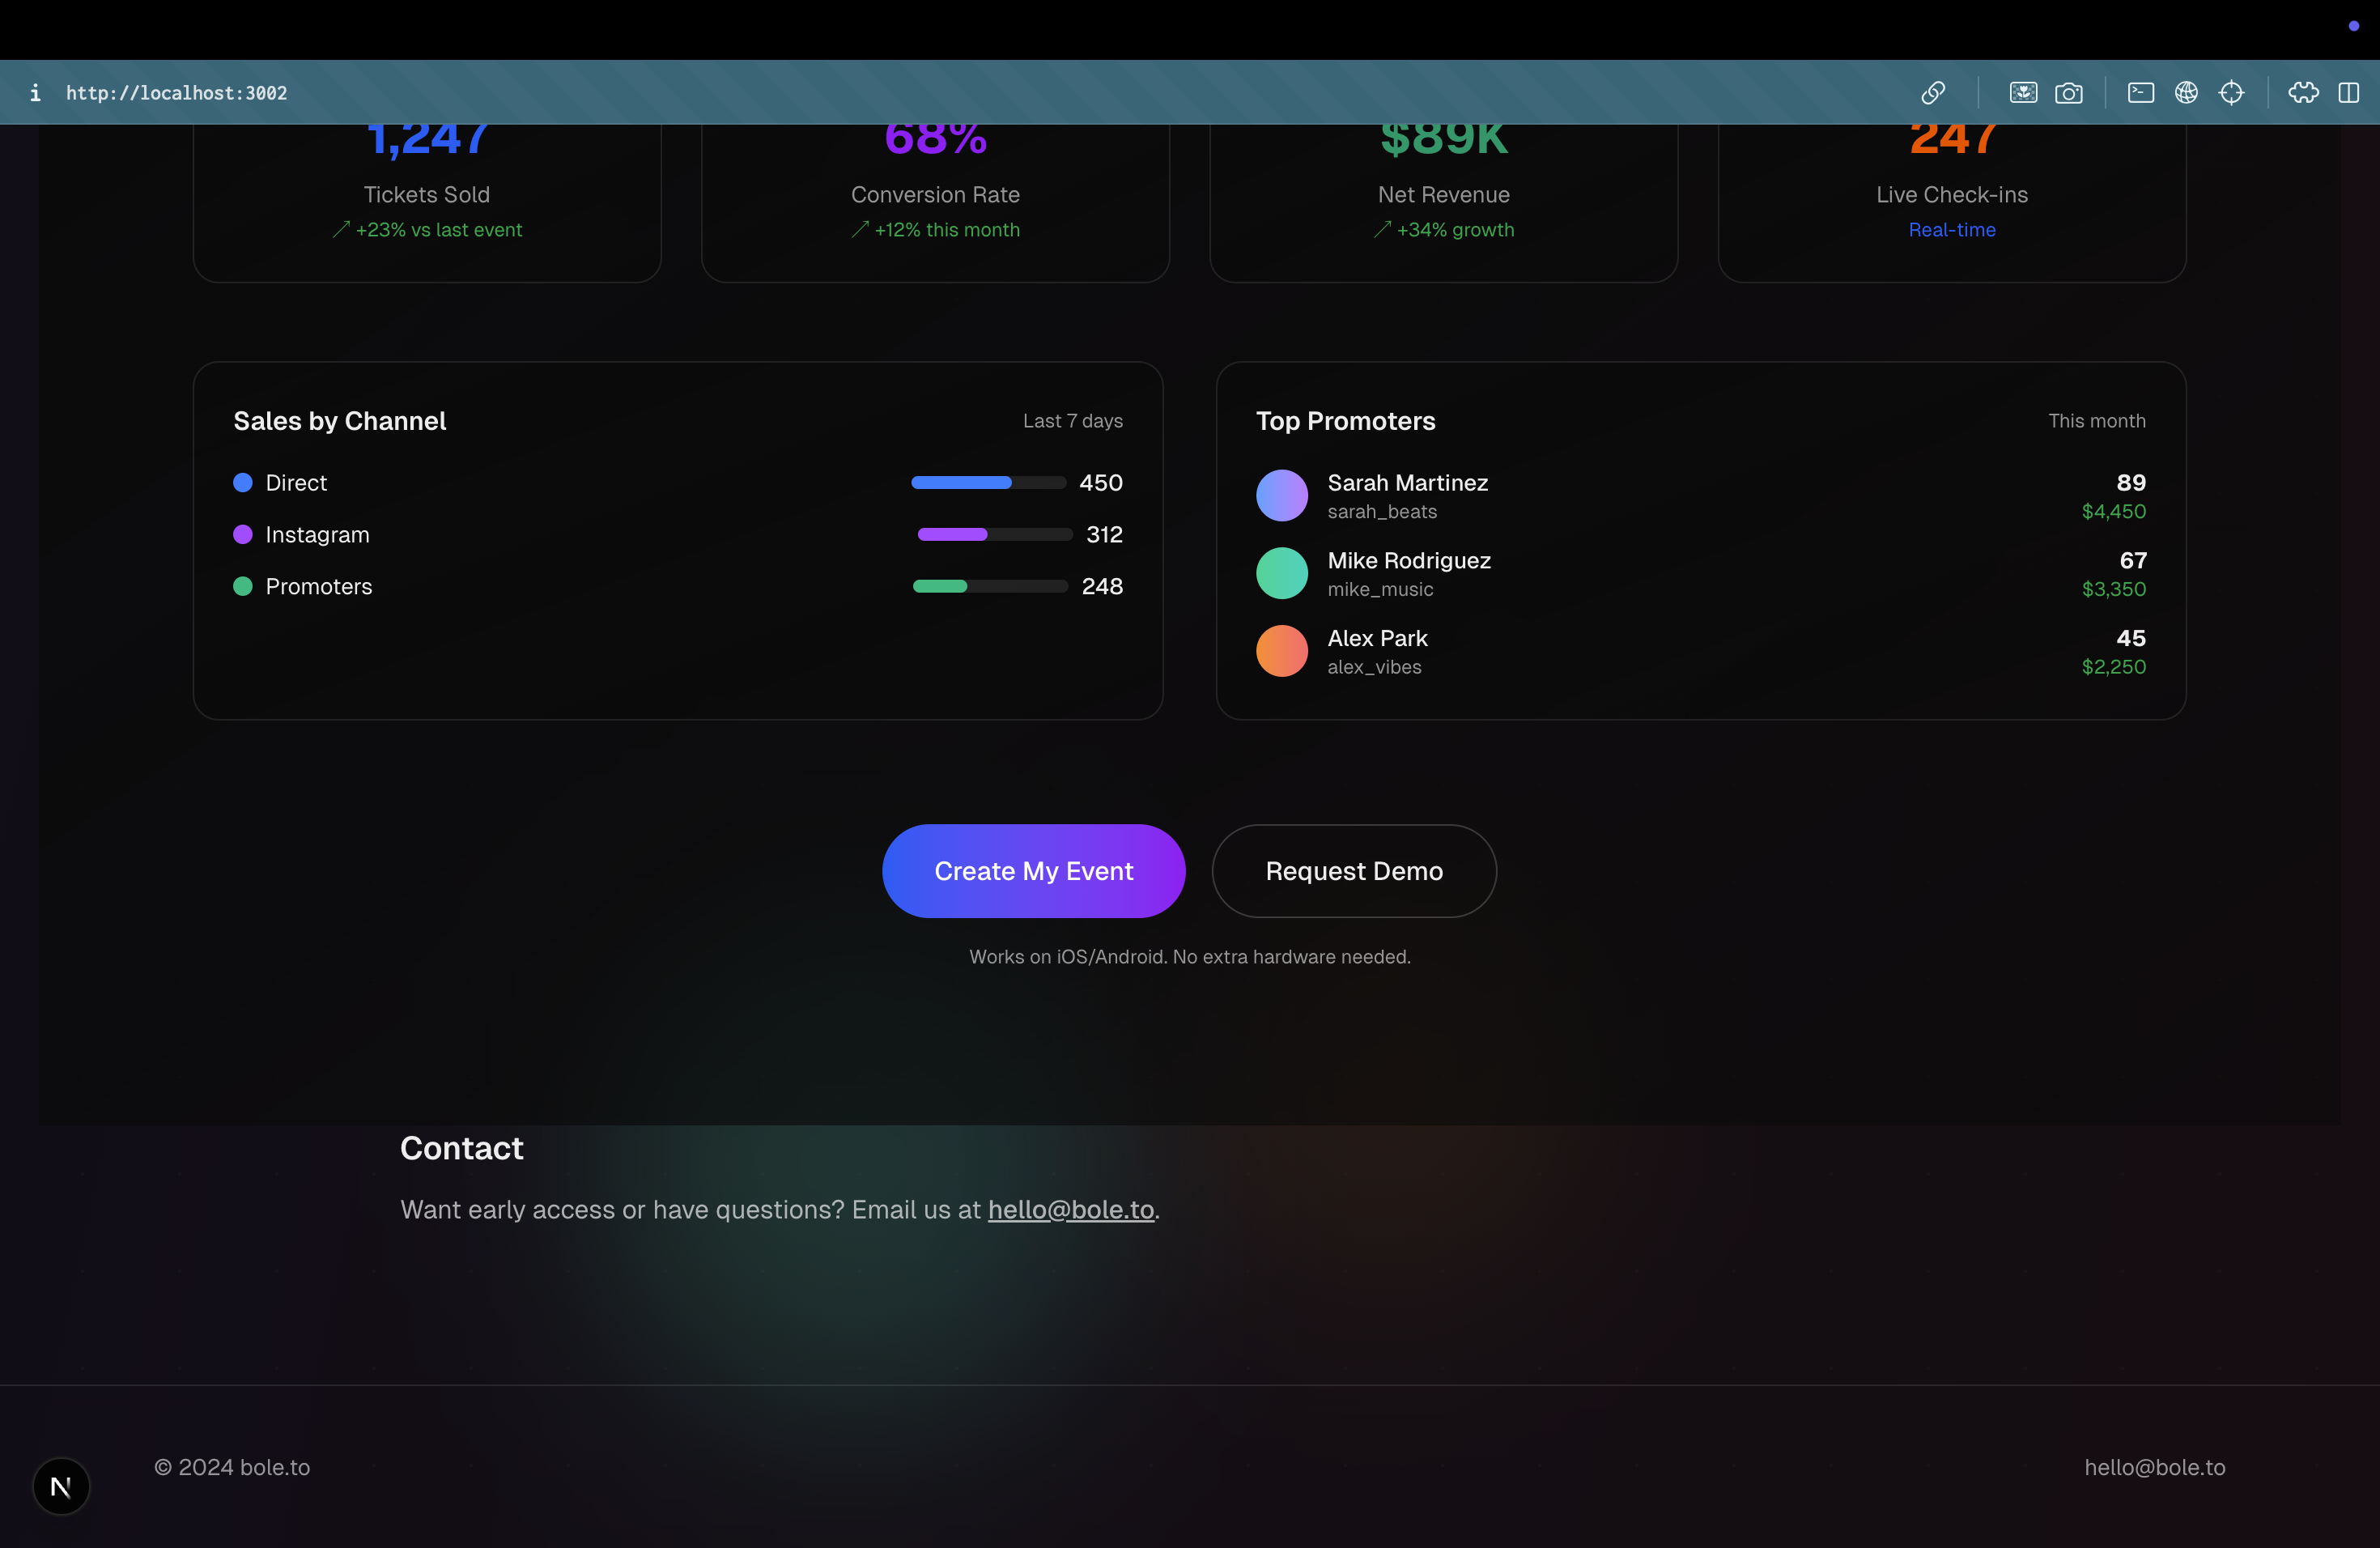 i http://localhost:3002
1,247
Tickets Sold
↗ +23% vs last event
68%
Conversion Rate
↗ +12% this month
$89K
Net Revenue
↗ +34% growth
247
Live Check-ins
Real-time
Sales by Channel
Last 7 days
Direct 450
Instagram 312
Promoters 248
Top Promoters
This month
Sarah Martinez 89
sarah_beats $4,450
Mike Rodriguez 67
mike_music $3,350
Alex Park 45
alex_vibes $2,250
Create My Event
Request Demo
Works on iOS/Android. No extra hardware needed.
Contact
Want early access or have questions? Email us at hello@bole.to.
N
© 2024 bole.to
hello@bole.to